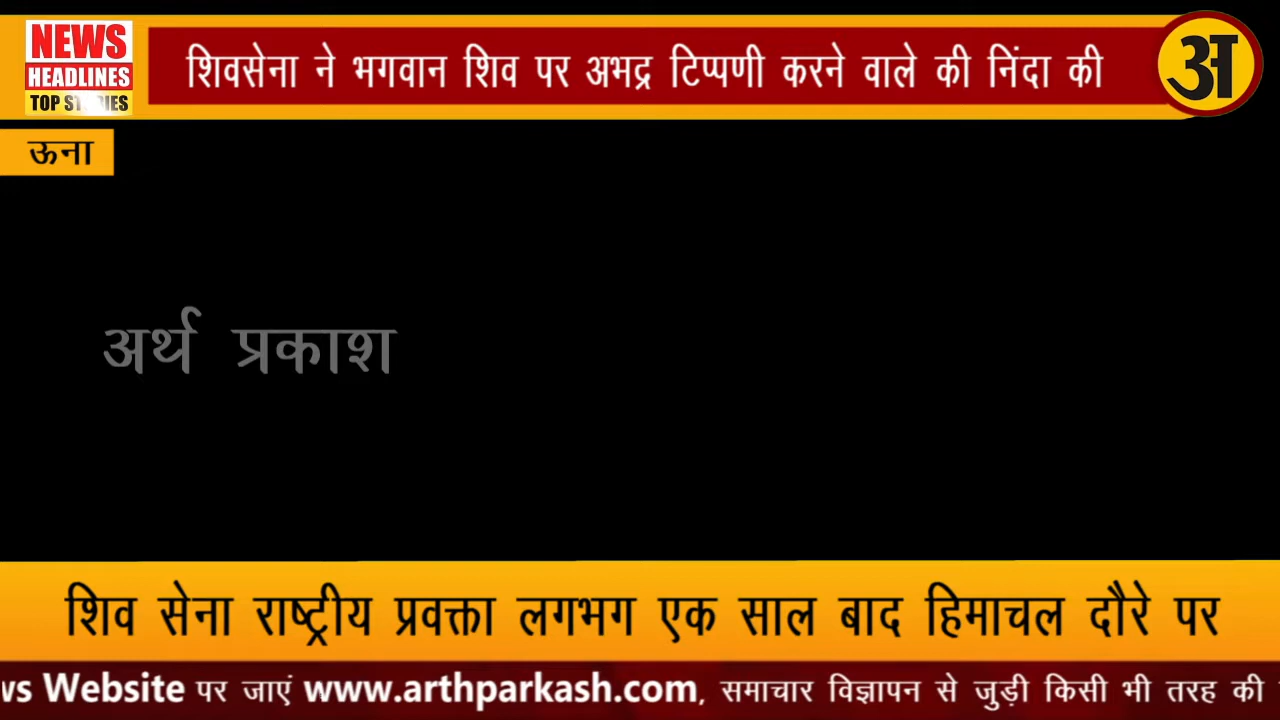 NEWS
HEADLINES
TOP
शिवसेना ने भगवान शिव पर अभद्र टिप्पणी करने वाले की निंदा की
अ
ऊना
अर्थ प्रकाश
शिव सेना राष्ट्रीय प्रवक्ता लगभग एक साल बाद हिमाचल दौरे पर
ws Website पर जाएं www.arthparkash.com, समाचार विज्ञापन से जुड़ी किसी भी तरह की